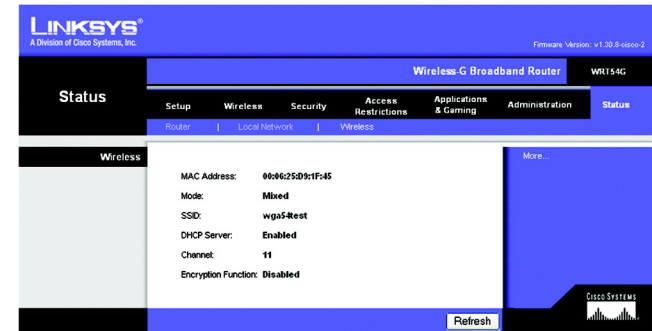 LINKSYS®
A Division of Cisco Systems, Inc.
Firmware Version: v1.30.8-cisco-2
Wireless-G Broadband Router WRT54G
Status
Setup Wireless Security Access Restrictions Applications & Gaming Administration Status
Router | Local Network | Wireless
Wireless
More...
MAC Address: 00:06:25:D9:1F:45
Mode: Mixed
SSID: wga54test
DHCP Server: Enabled
Channel: 11
Encryption Function: Disabled
CISCO SYSTEMS
Refresh